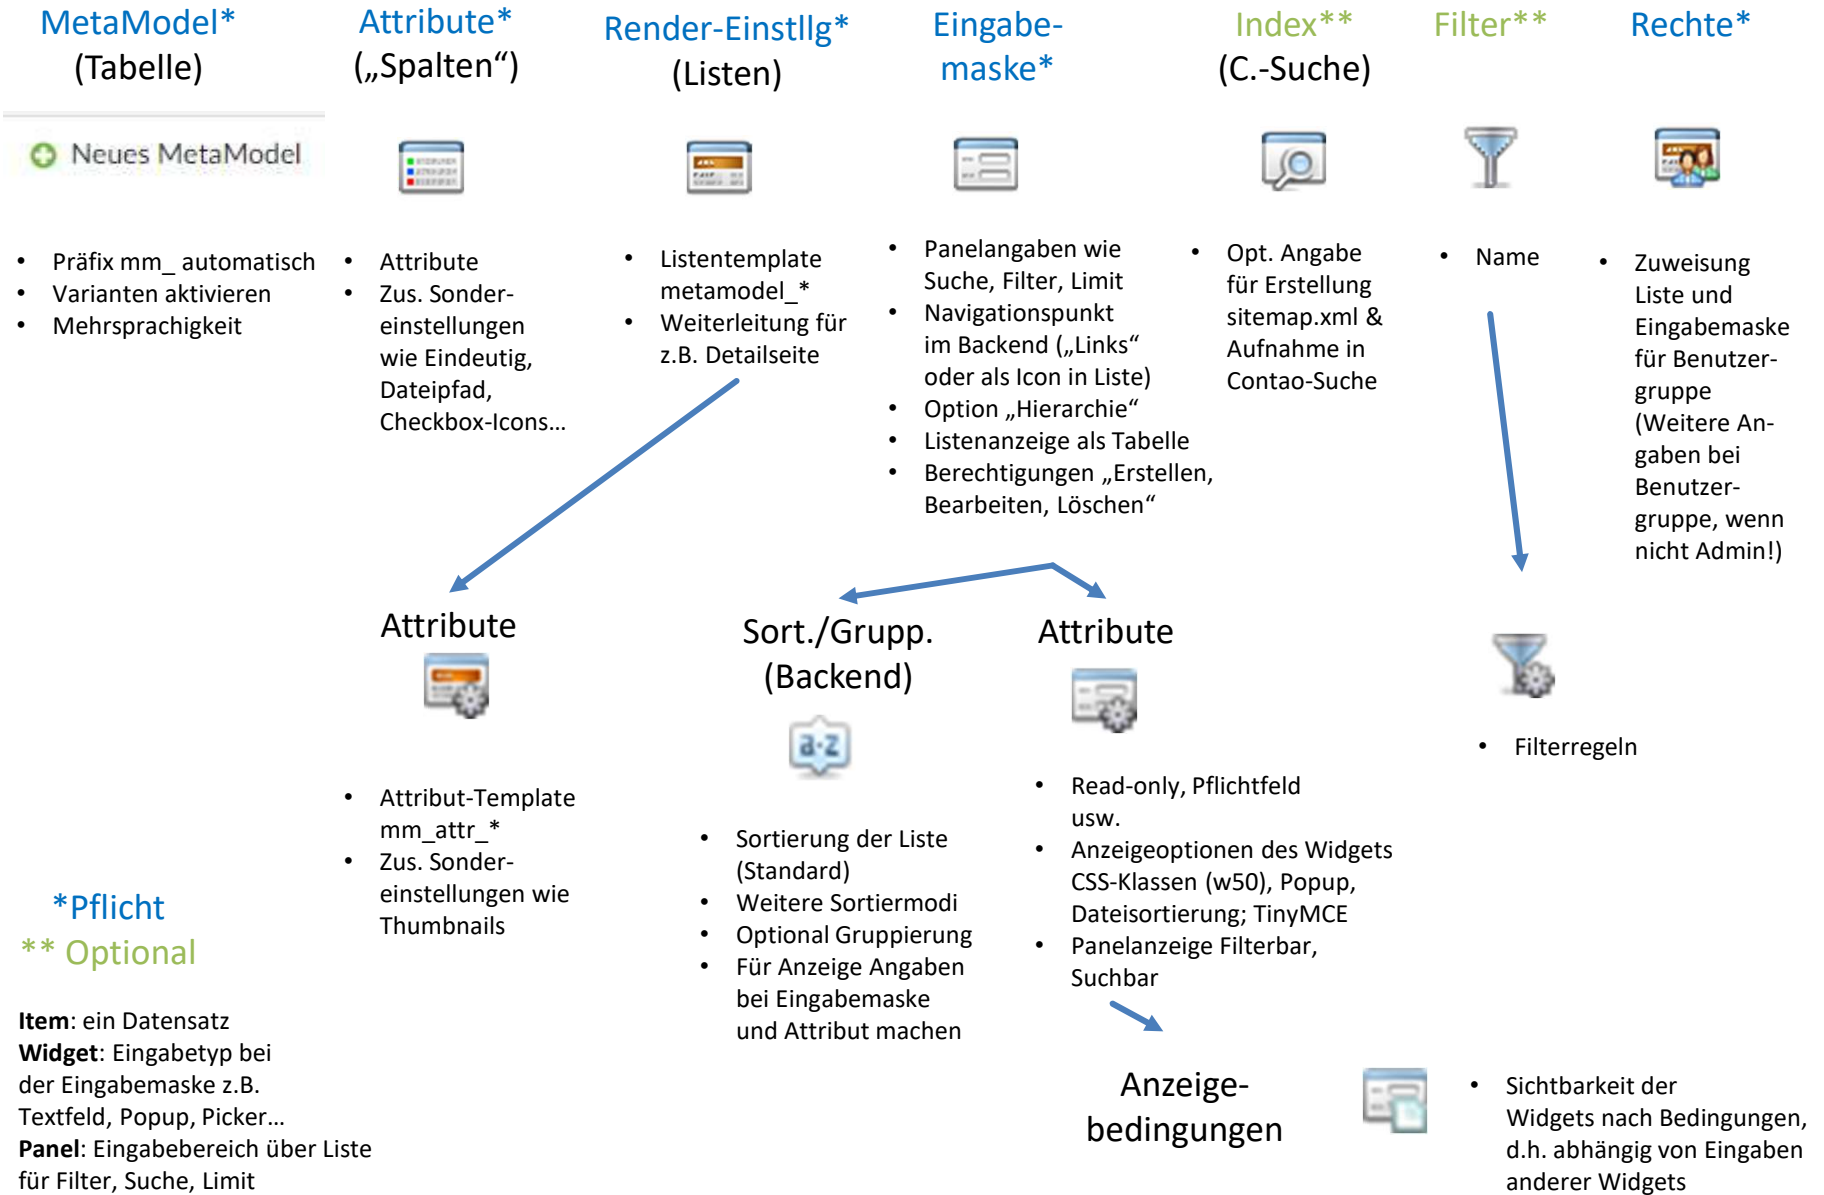 MetaModel*
(Tabelle)
Neues MetaModel
• Präfix mm_ automatisch
• Varianten aktivieren
• Mehrsprachigkeit
Attribute*
(„Spalten“)
• Attribute
• Zus. Sonder-
einstellungen
wie Eindeutig,
Dateipfad,
Checkbox-Icons…
Render-Einstllg*
(Listen)
• Listentemplate
metamodel_*
• Weiterleitung für
z.B. Detailseite
Eingabe-
maske*
• Panelangaben wie
Suche, Filter, Limit
• Navigationspunkt
im Backend („Links“
oder als Icon in Liste)
• Option „Hierarchie“
• Listenanzeige als Tabelle
• Berechtigungen „Erstellen,
Bearbeiten, Löschen“
Index**
(C.-Suche)
• Opt. Angabe
für Erstellung
sitemap.xml &
Aufnahme in
Contao-Suche
Filter**
• Name
Rechte*
• Zuweisung
Liste und
Eingabemaske
für Benutzer-
gruppe
(Weitere An-
gaben bei
Benutzer-
gruppe, wenn
nicht Admin!)
Attribute
• Attribut-Template
mm_attr_*
• Zus. Sonder-
einstellungen wie
Thumbnails
Sort./Grupp.
(Backend)
a-z
• Sortierung der Liste
(Standard)
• Weitere Sortiermodi
• Optional Gruppierung
• Für Anzeige Angaben
bei Eingabemaske
und Attribut machen
Attribute
• Read-only, Pflichtfeld
usw.
• Anzeigeoptionen des Widgets
CSS-Klassen (w50), Popup,
Dateisortierung; TinyMCE
• Panelanzeige Filterbar,
Suchbar
• Filterregeln
Anzeige-
bedingungen
• Sichtbarkeit der
Widgets nach Bedingungen,
d.h. abhängig von Eingaben
anderer Widgets
*Pflicht
** Optional
Item: ein Datensatz
Widget: Eingabetyp bei
der Eingabemaske z.B.
Textfeld, Popup, Picker…
Panel: Eingabebereich über Liste
für Filter, Suche, Limit